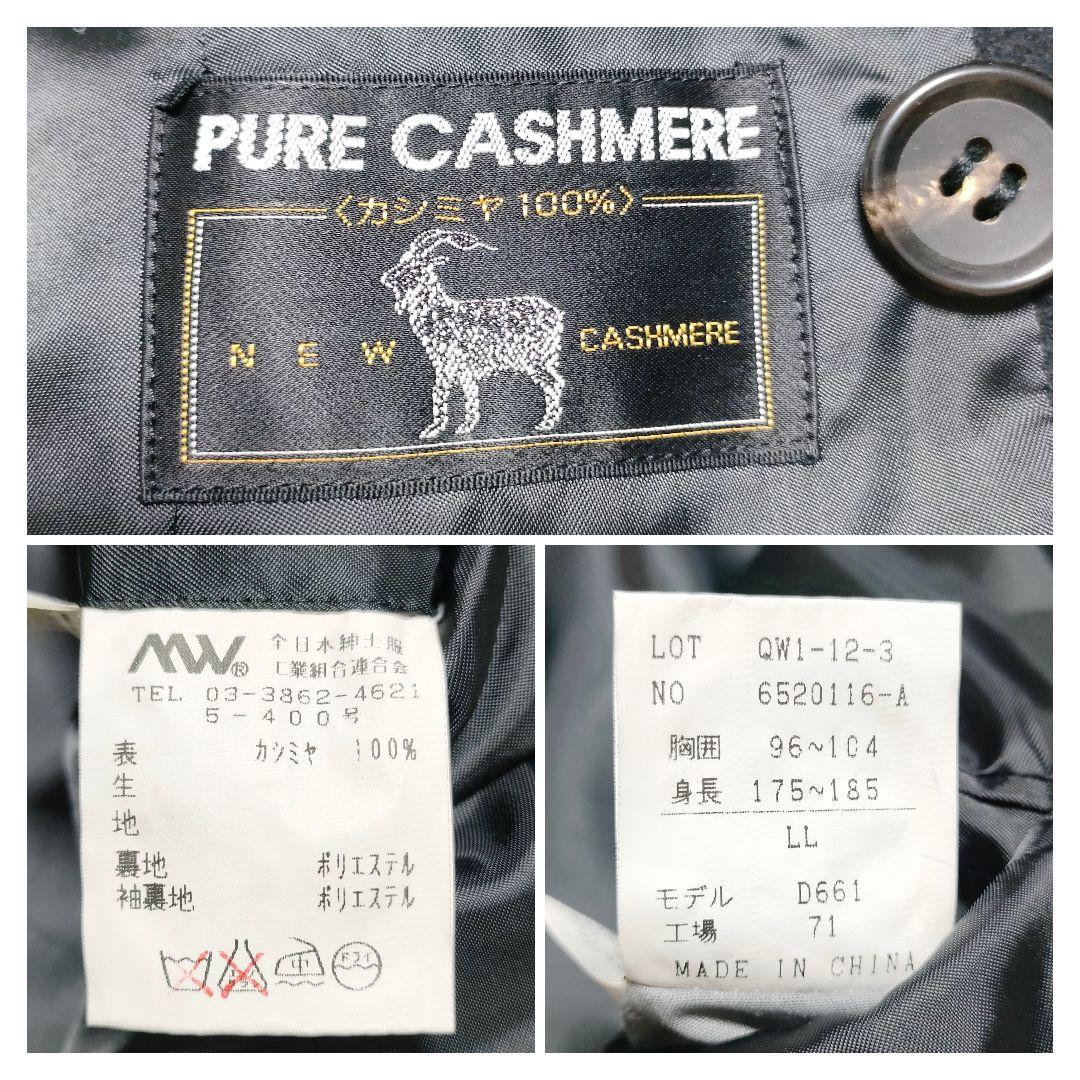 PURE CASHMERE
〈カシミヤ 100%〉
NEW CASHMERE
MW® 全日本紳士服
工業組合連合会
TEL 03-3862-4621
5-400号
表生地 カシミヤ 100%
裏地 ポリエステル
袖裏地 ポリエステル
中
LOT QW1-12-3
NO 6520116-A
胸囲 96~104
身長 175~185
LL
モデル D661
工場 71
MADE IN CHINA